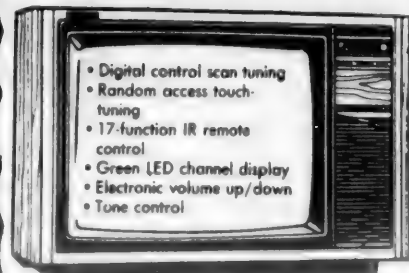 • Digital control scan tuning
• Random access touch-
tuning
• 17-function IR remote
control
• Green LED channel display
• Electronic volume up/down
• Tone control